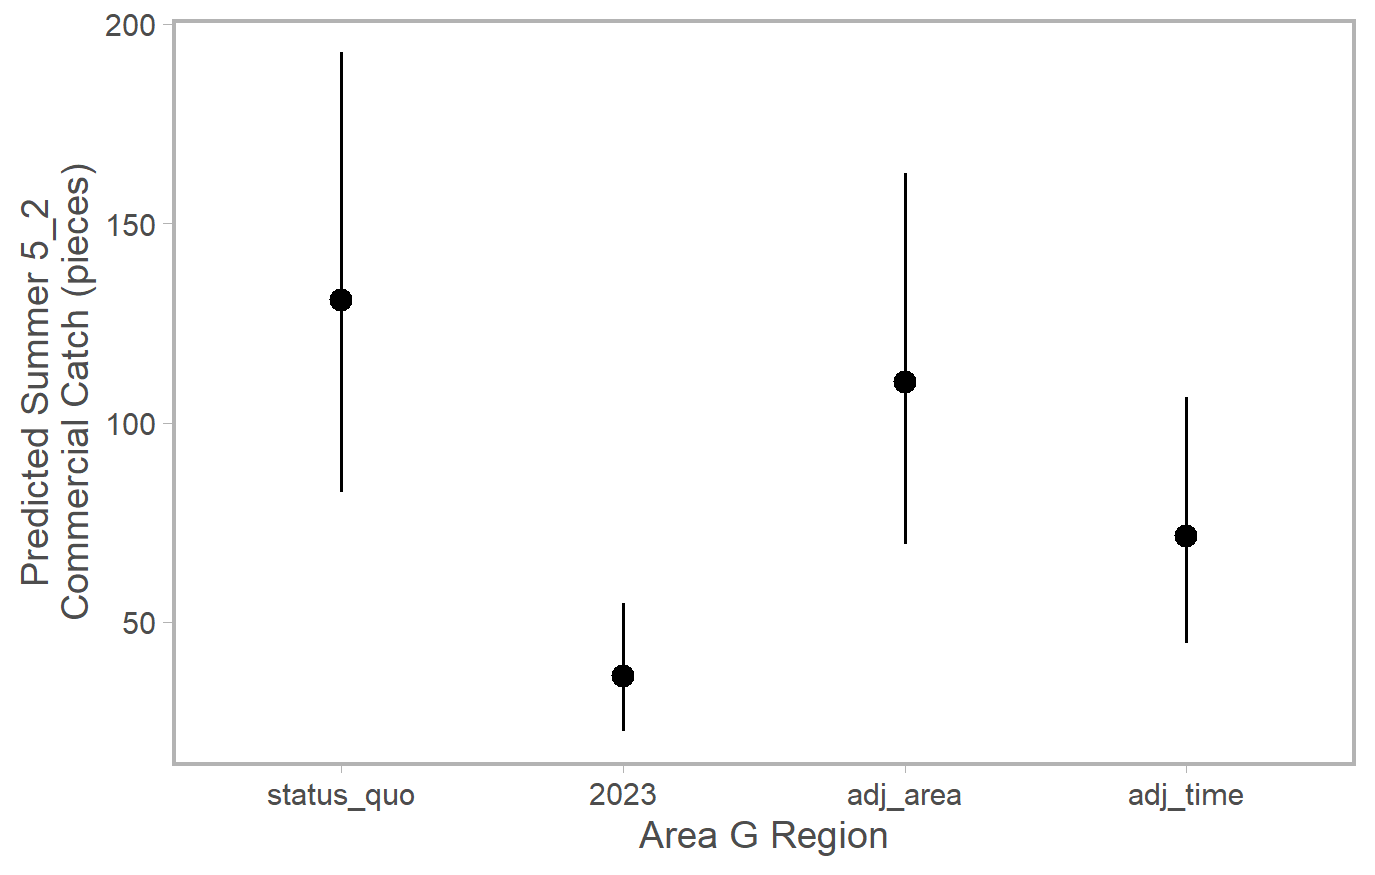 Predicted Summer 5_2
Commercial Catch (pieces)
200
150
100
50
status_quo
2023
adj_area
adj_time
Area G Region